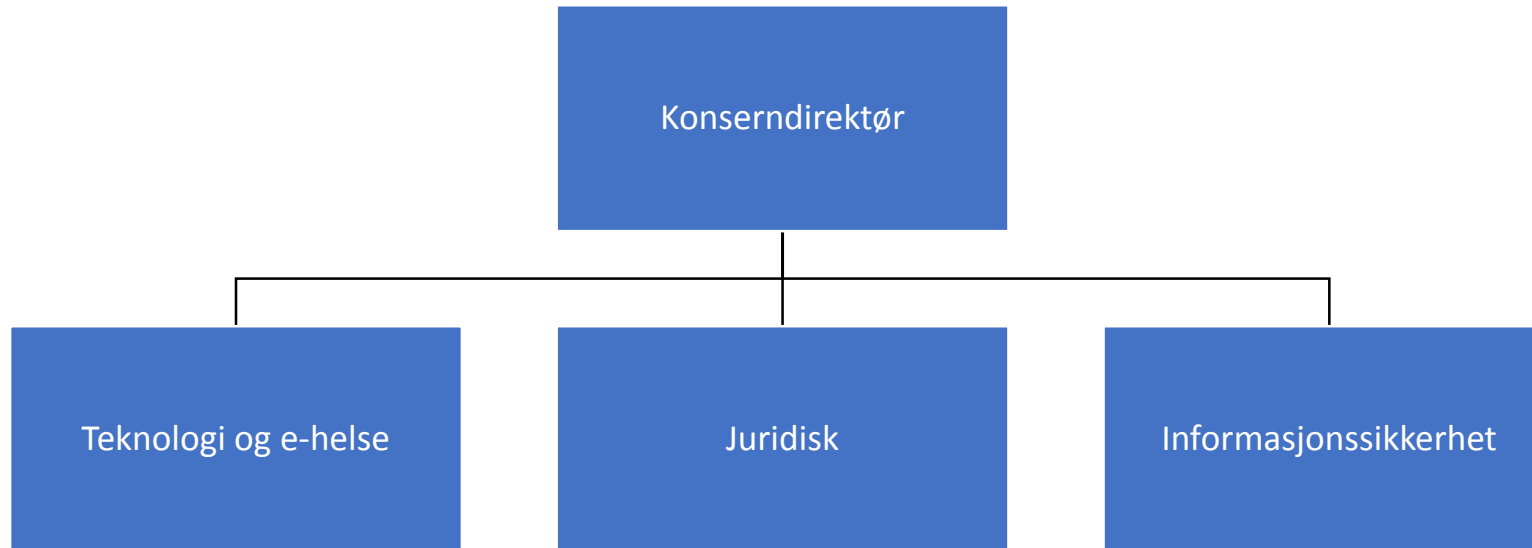 Konserndirektør
Teknologi og e-helse
Juridisk
Informasjonssikkerhet